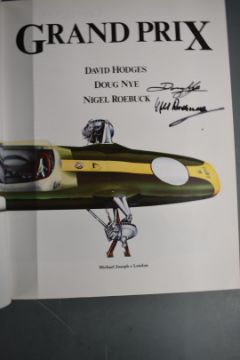 GRAND PRIX
DAVID HODGES
DOUG NYE
NIGEL ROEBUCK
Michael Joseph • London